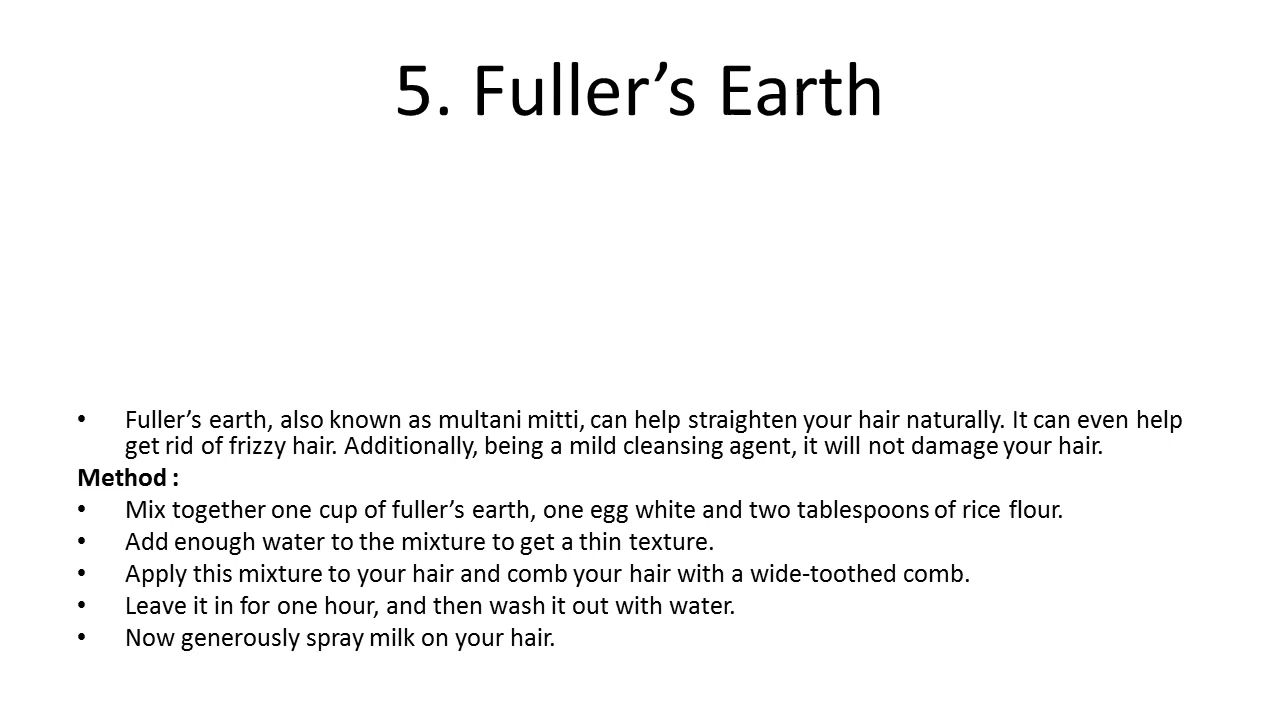 5. Fuller’s Earth
• Fuller’s earth, also known as multani mitti, can help straighten your hair naturally. It can even help
get rid of frizzy hair. Additionally, being a mild cleansing agent, it will not damage your hair.
Method :
• Mix together one cup of fuller’s earth, one egg white and two tablespoons of rice flour.
• Add enough water to the mixture to get a thin texture.
• Apply this mixture to your hair and comb your hair with a wide-toothed comb.
• Leave it in for one hour, and then wash it out with water.
• Now generously spray milk on your hair.